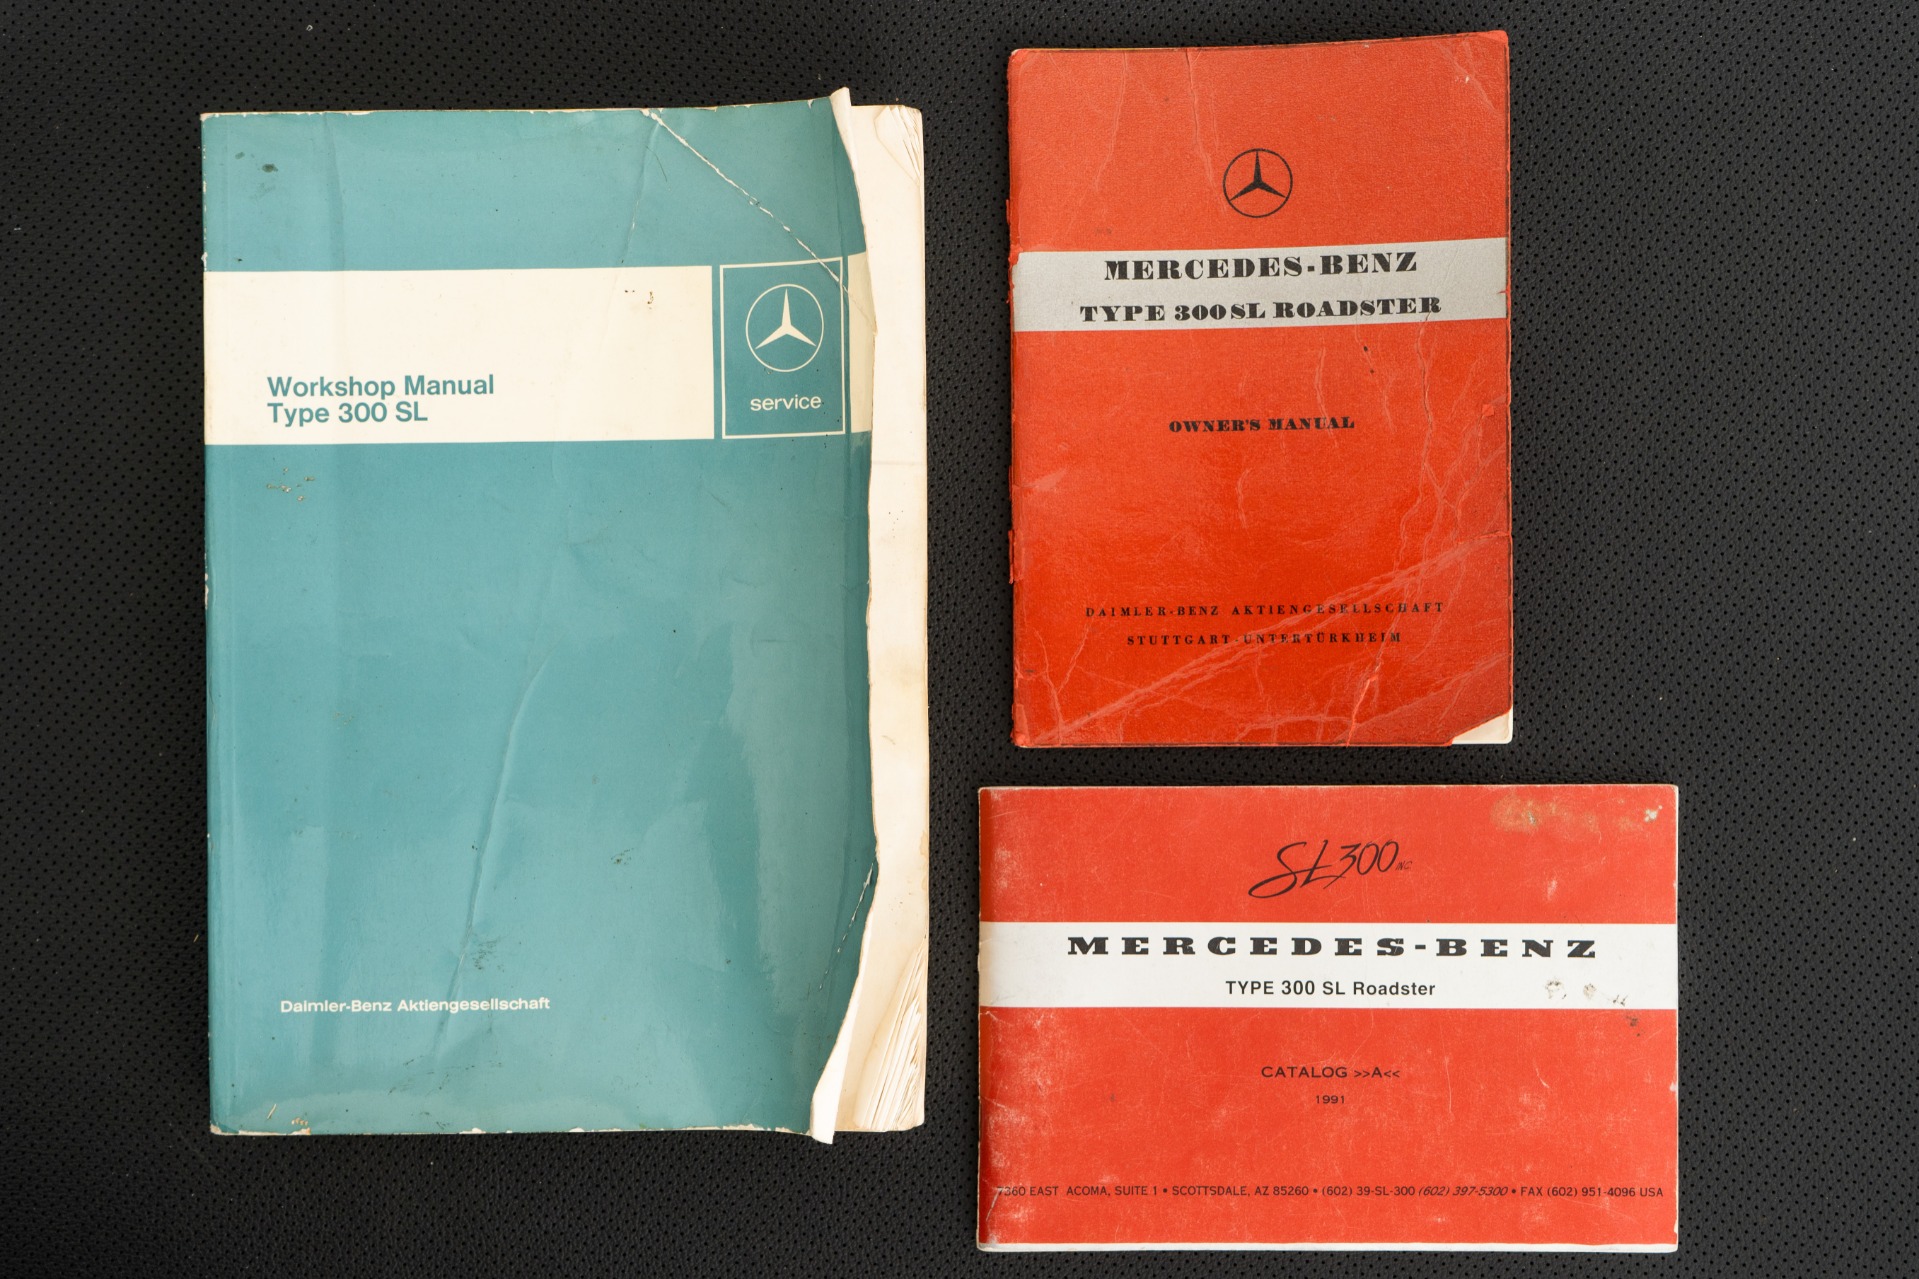 Workshop Manual
Type 300 SL
service
Daimler-Benz Aktiengesellschaft
MERCEDES-BENZ
TYPE 300SL ROADSTER
OWNER'S MANUAL
DAIMLER-BENZ AKTIENGESELLSCHAFT
STUTTGART-UNTERTÜRKHEIM
SL300 INC
MERCEDES-BENZ
TYPE 300 SL Roadster
CATALOG >>A<<
1991
EAST ACOMA, SUITE 1 • SCOTTSDALE, AZ 85260 • (602) 39-SL-300 (602) 397-5300 • FAX (602) 951-4096 USA